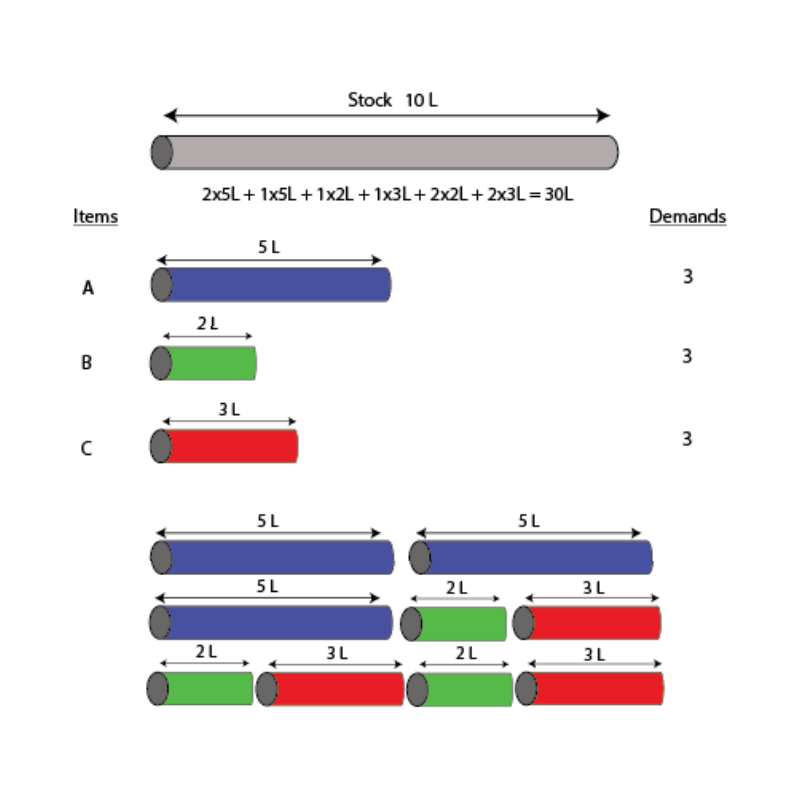 Stock 10 L
2x5L + 1x5L + 1x2L + 1x3L + 2x2L + 2x3L = 30L
Items Demands
5 L
A 3
2 L
B 3
3 L
C 3
5 L 5 L
5 L 2 L 3 L
2 L 3 L 2 L 3 L